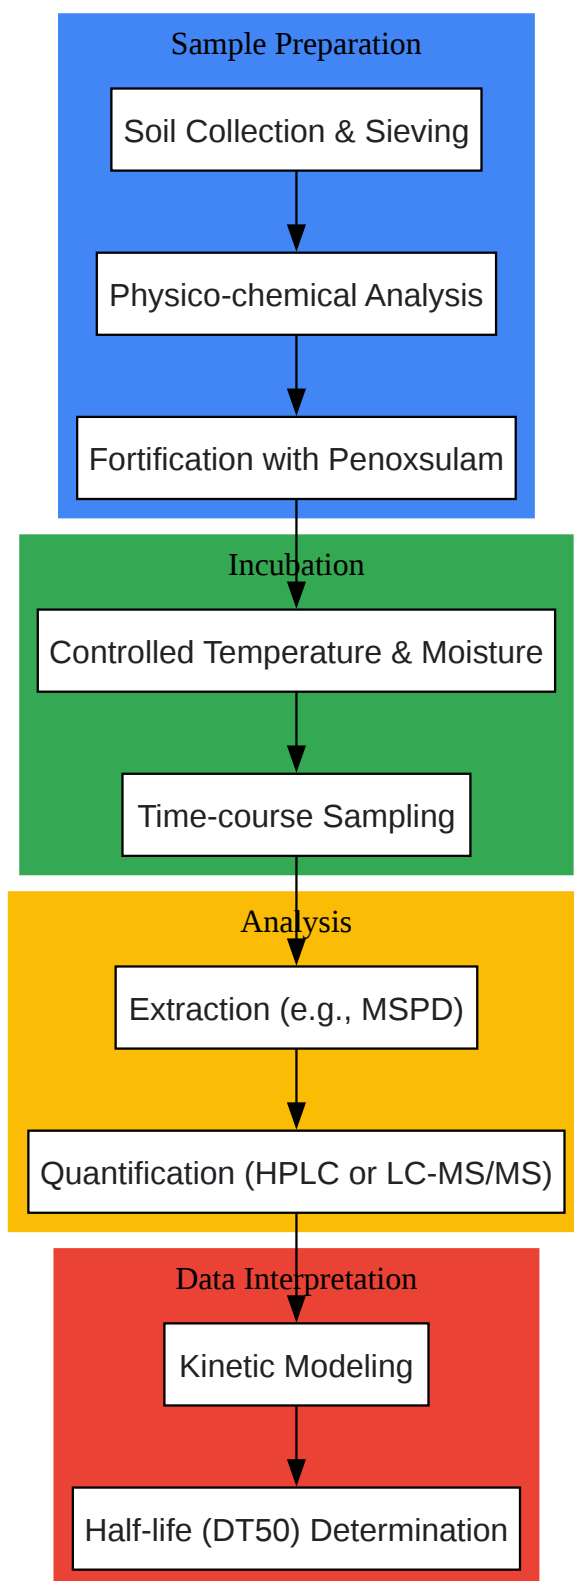 Sample Preparation
Soil Collection & Sieving
Physico-chemical Analysis
Fortification with Penoxsulam
Incubation
Controlled Temperature & Moisture
Time-course Sampling
Analysis
Extraction (e.g., MSPD)
Quantification (HPLC or LC-MS/MS)
Data Interpretation
Kinetic Modeling
Half-life (DT50) Determination